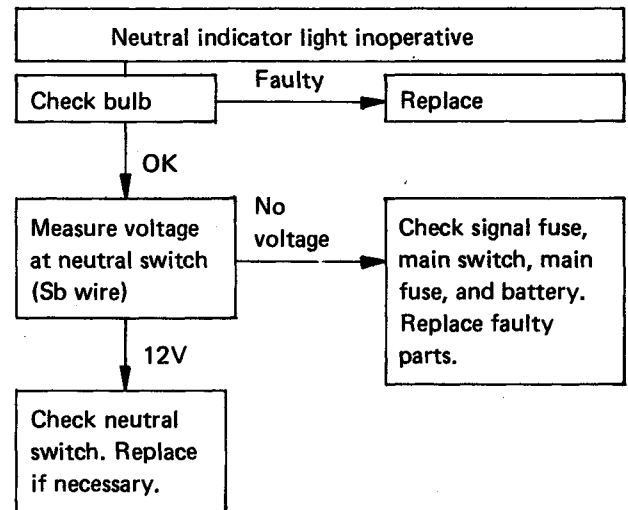 Neutral indicator light inoperative
Check bulb
Faulty
Replace
OK
Measure voltage
at neutral switch
(Sb wire)
No
voltage
Check signal fuse,
main switch, main
fuse, and battery.
Replace faulty
parts.
12V
Check neutral
switch. Replace
if necessary.